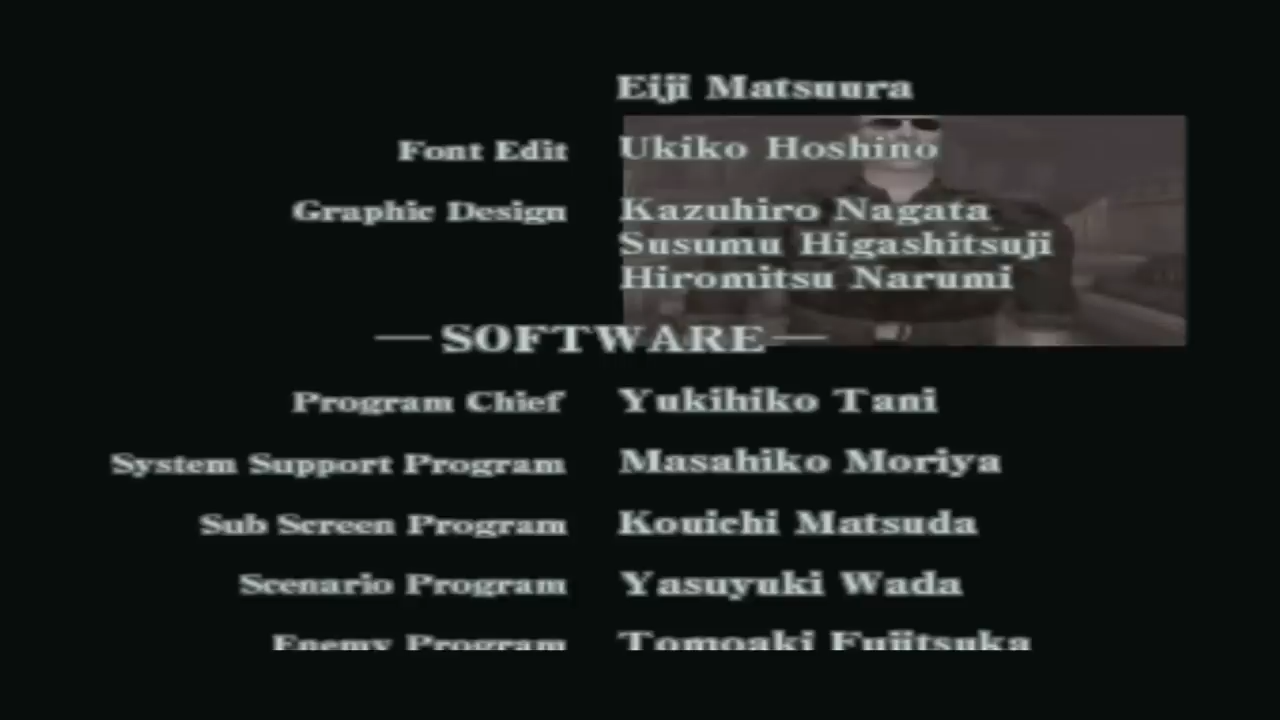 Eiji Matsuura
Font Edit Ukiko Hoshino
Graphic Design Kazuhiro Nagata
Susumu Higashitsuji
Hiromitsu Narumi
— SOFTWARE —
Program Chief Yukihiko Tani
System Support Program Masahiko Moriya
Sub Screen Program Kouichi Matsuda
Scenario Program Yasuyuki Wada
Enemy Program Tomoaki Fujitsuka